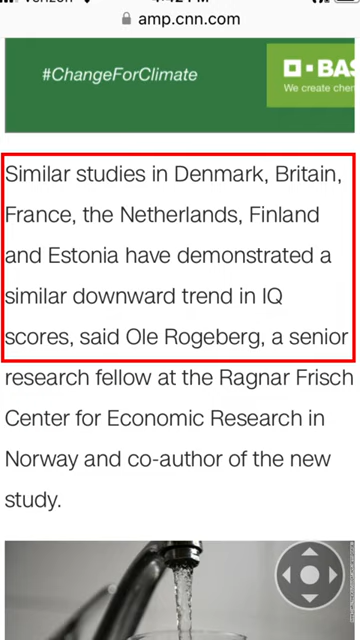 amp.cnn.com
#ChangeForClimate
We create che
Similar studies in Denmark, Britain,
France, the Netherlands, Finland
and Estonia have demonstrated a
similar downward trend in IQ
scores, said Ole Rogeberg, a senior
research fellow at the Ragnar Frisch
Center for Economic Research in
Norway and co-author of the new
study.